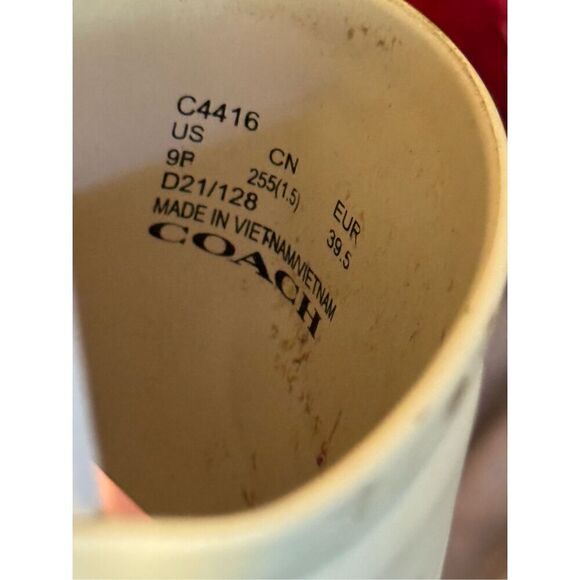 C4416
US CN EUR
9B 255(1.5) 39.5
D21/128
MADE IN VIETNAM/VIETNAM
COACH